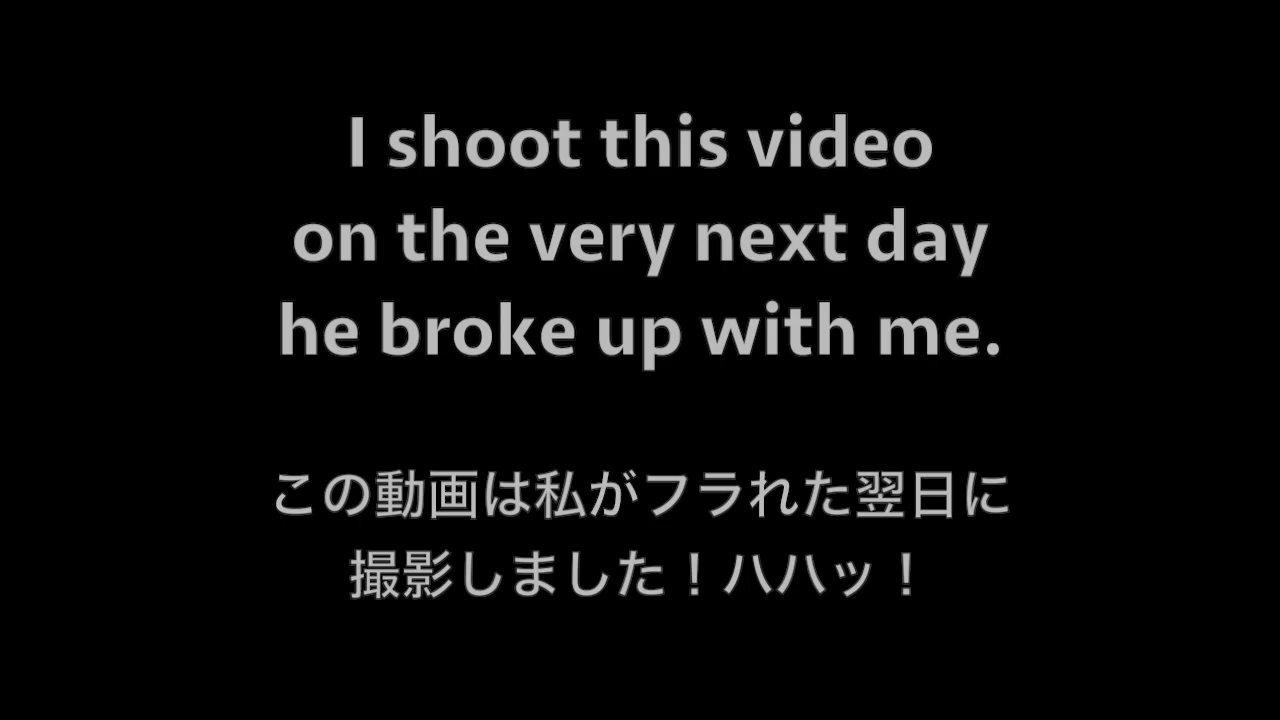 I shoot this video
on the very next day
he broke up with me.
この動画は私がフラれた翌日に
撮影しました！ハハッ！